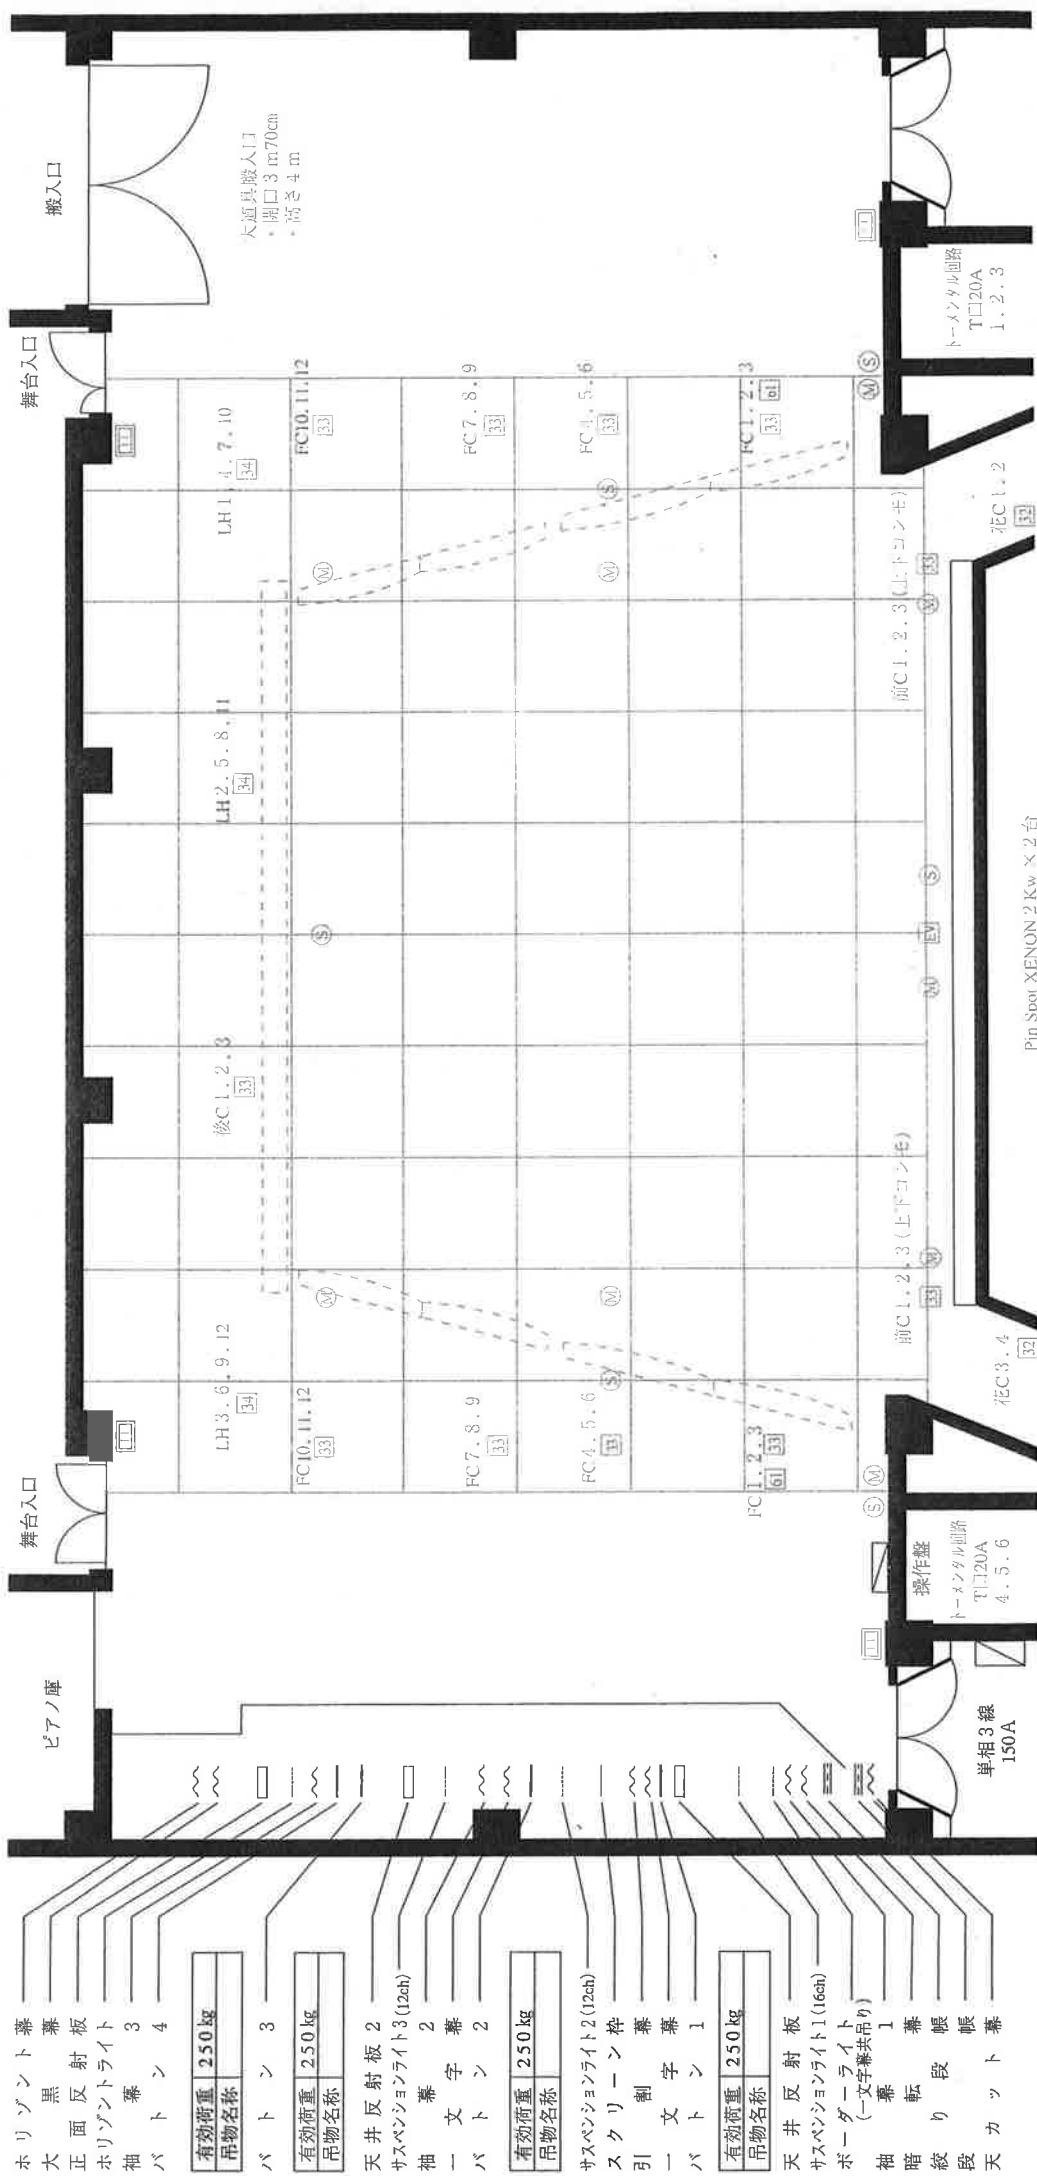 搬入口
大道具搬入口
・開口3m70cm
・高さ4m
舞台入口
11
LH1.4.7.10
34
FC10.11.12
33
FC7.8.9
33
FC4.5.6
33
FC1.2.3
33 61
11
トーメンタル回路
T口20A
1.2.3
M S
S
M
M
花C1.2
32
前C1.2.3(上下コンモ)
33
M
LH2.5.8.11
34
S
S
EV
M
Pin Spot XENON 2Kw×2台
後C1.2.3
33
前C1.2.3(上下コンモ)
M
33
花C3.4
32
LH3.6.9.12
34
M
M
S
FC10.11.12
33
FC7.8.9
33
FC4.5.6
33
FC1.2.3
61 33
S M
11
舞台入口
操作盤
トーメンタル回路
T口20A
4.5.6
11
ピアノ庫
単相3線
150A
ホリゾント幕
大黒幕
正面反射板
ホリゾントライト
袖幕3
バトン4
有効荷重 250kg
吊物名称
バトン3
有効荷重 250kg
吊物名称
天井反射板2
サスペンションライト3(12ch)
袖幕2
一文字幕
バトン2
有効荷重 250kg
吊物名称
サスペンションライト2(12ch)
スクリーン枠
引割幕
一文字幕
バトン1
有効荷重 250kg
吊物名称
天井反射板
サスペンションライト1(16ch)
ボーダーライト
(一文字幕共吊り)
袖幕1
暗転幕
絞り段帳
段帳
天カット幕